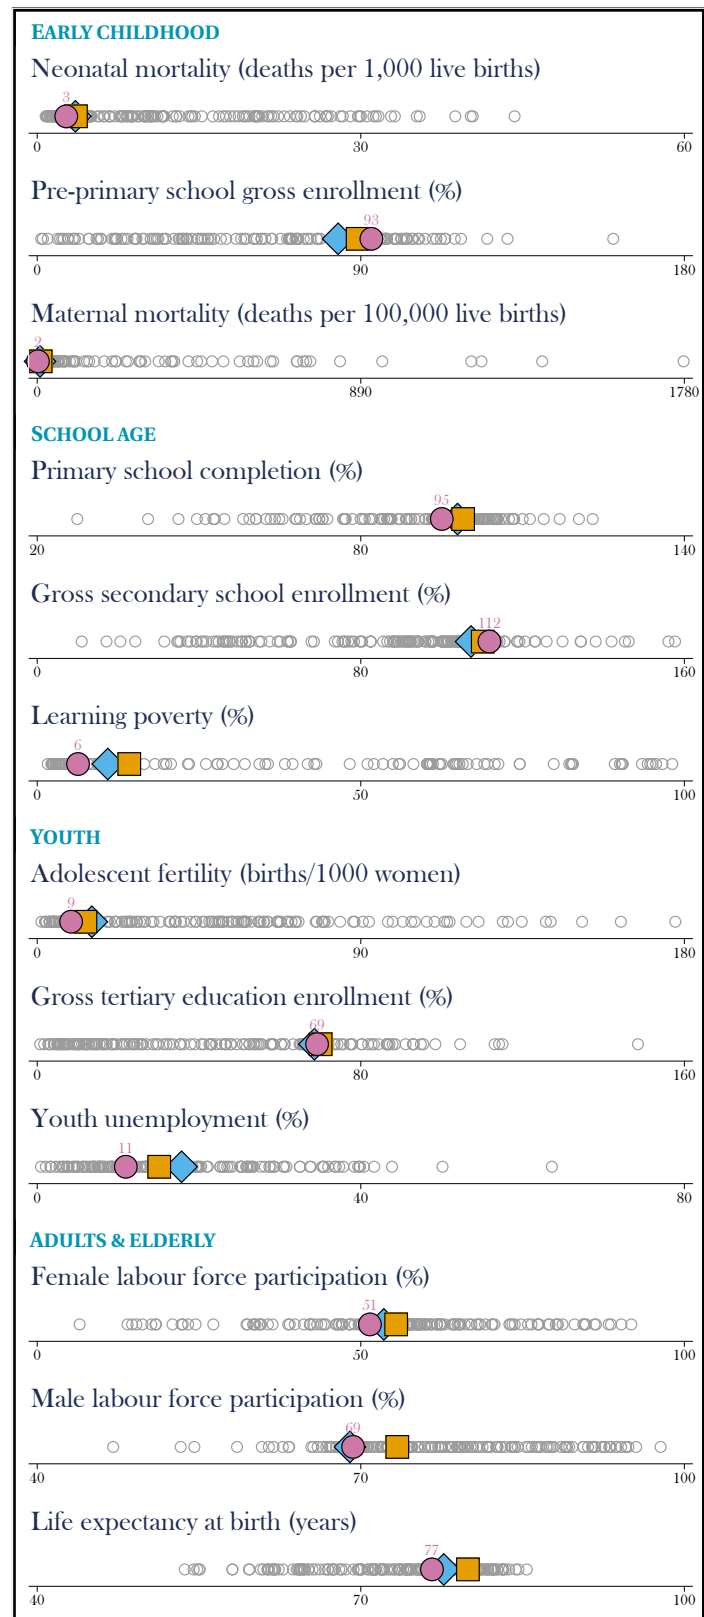 EARLY CHILDHOOD
Neonatal mortality (deaths per 1,000 live births)
3
0 30 60
Pre-primary school gross enrollment (%)
93
0 90 180
Maternal mortality (deaths per 100,000 live births)
2
0 890 1780
SCHOOL AGE
Primary school completion (%)
95
20 80 140
Gross secondary school enrollment (%)
112
0 80 160
Learning poverty (%)
6
0 50 100
YOUTH
Adolescent fertility (births/1000 women)
9
0 90 180
Gross tertiary education enrollment (%)
69
0 80 160
Youth unemployment (%)
11
0 40 80
ADULTS & ELDERLY
Female labour force participation (%)
51
0 50 100
Male labour force participation (%)
69
40 70 100
Life expectancy at birth (years)
77
40 70 100